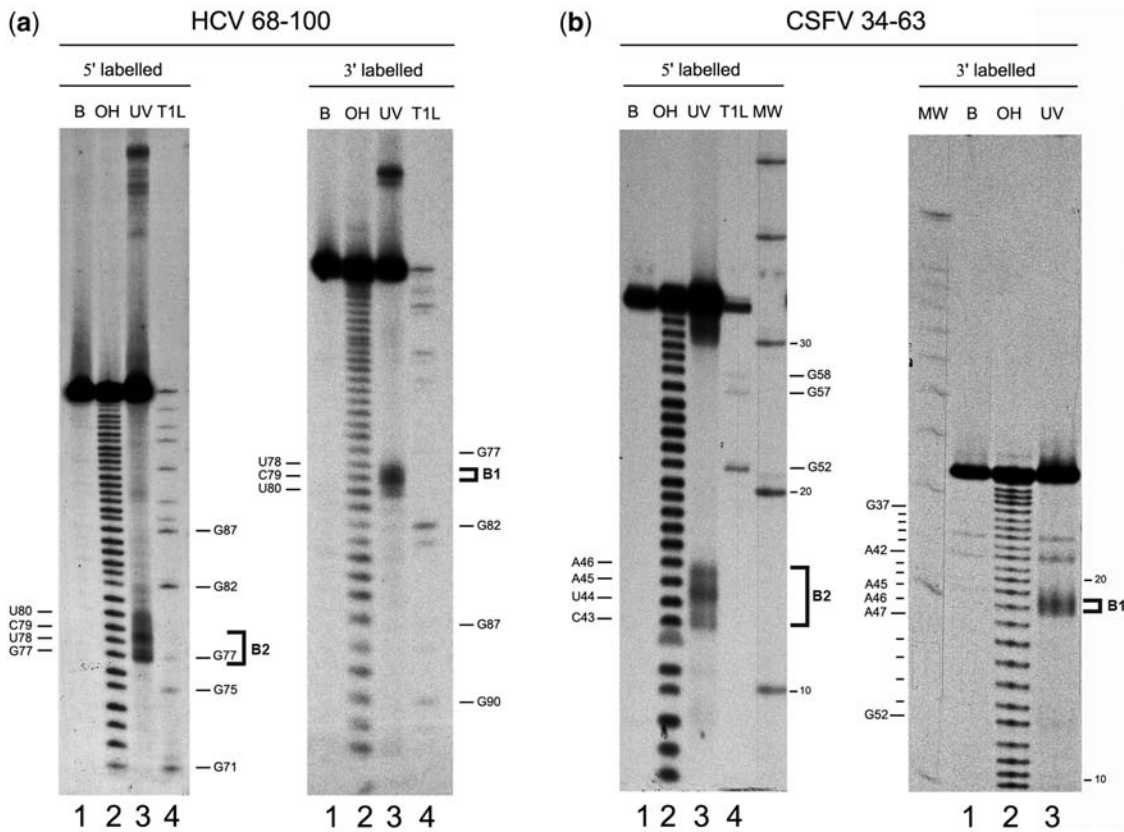 (a) HCV 68-100
5' labelled
B OH UV T1L
G87
G82
U80
C79
U78
G77
G77
B2
G75
G71
1 2 3 4
3' labelled
B OH UV T1L
G77
U78
C79
U80
B1
G82
G87
G90
1 2 3 4
(b) CSFV 34-63
5' labelled
B OH UV T1L MW
30
G58
G57
G52
20
A46
A45
U44
C43
B2
10
1 2 3 4
3' labelled
MW B OH UV
G37
A42
A45
A46
A47
20
B1
G52
10
1 2 3